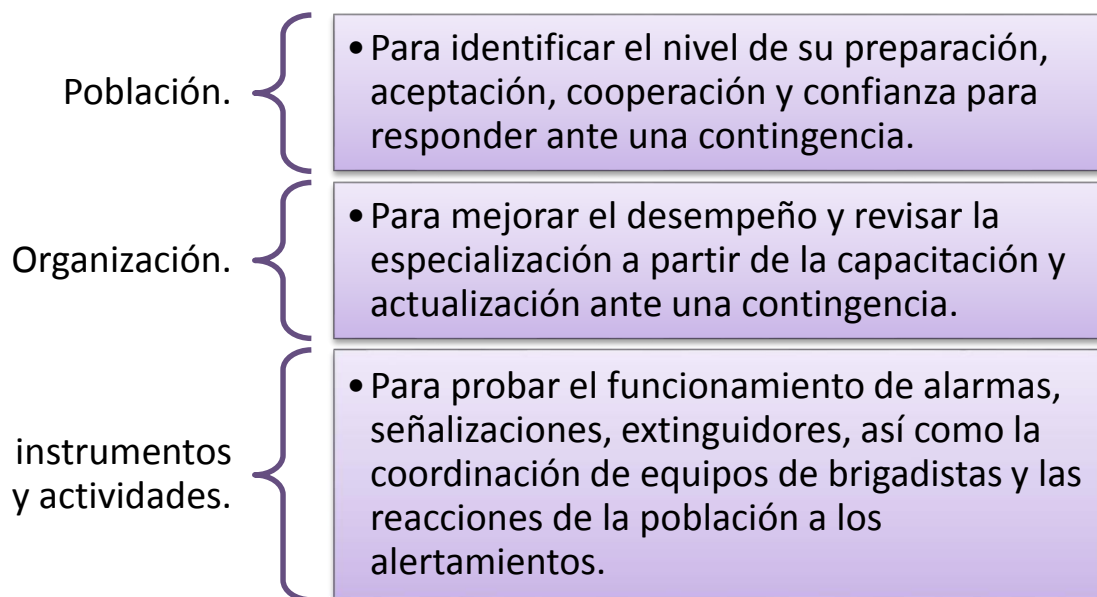 Población.
• Para identificar el nivel de su preparación,
aceptación, cooperación y confianza para
responder ante una contingencia.
Organización.
• Para mejorar el desempeño y revisar la
especialización a partir de la capacitación y
actualización ante una contingencia.
instrumentos
y actividades.
• Para probar el funcionamiento de alarmas,
señalizaciones, extinguidores, así como la
coordinación de equipos de brigadistas y las
reacciones de la población a los
alertamientos.